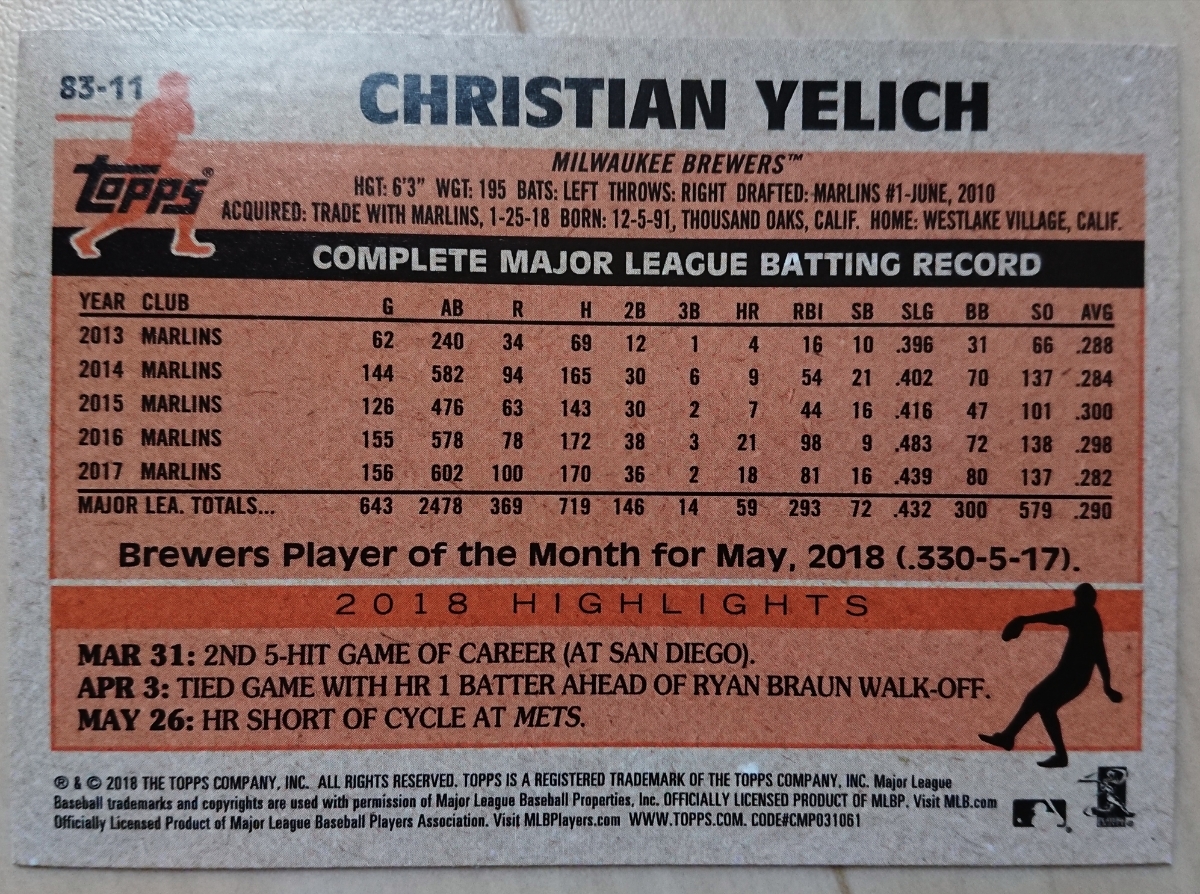 83-11
CHRISTIAN YELICH
Topps®
MILWAUKEE BREWERS™
HGT: 6'3" WGT: 195 BATS: LEFT THROWS: RIGHT DRAFTED: MARLINS #1-JUNE, 2010
ACQUIRED: TRADE WITH MARLINS, 1-25-18 BORN: 12-5-91, THOUSAND OAKS, CALIF. HOME: WESTLAKE VILLAGE, CALIF.
COMPLETE MAJOR LEAGUE BATTING RECORD
YEAR CLUB G AB R H 2B 3B HR RBI SB SLG BB SO AVG
2013 MARLINS 62 240 34 69 12 1 4 16 10 .396 31 66 .288
2014 MARLINS 144 582 94 165 30 6 9 54 21 .402 70 137 .284
2015 MARLINS 126 476 63 143 30 2 7 44 16 .416 47 101 .300
2016 MARLINS 155 578 78 172 38 3 21 98 9 .483 72 138 .298
2017 MARLINS 156 602 100 170 36 2 18 81 16 .439 80 137 .282
MAJOR LEA. TOTALS... 643 2478 369 719 146 14 59 293 72 .432 300 579 .290
Brewers Player of the Month for May, 2018 (.330-5-17).
2018 HIGHLIGHTS
MAR 31: 2ND 5-HIT GAME OF CAREER (AT SAN DIEGO).
APR 3: TIED GAME WITH HR 1 BATTER AHEAD OF RYAN BRAUN WALK-OFF.
MAY 26: HR SHORT OF CYCLE AT METS.
® & © 2018 THE TOPPS COMPANY, INC. ALL RIGHTS RESERVED. TOPPS IS A REGISTERED TRADEMARK OF THE TOPPS COMPANY, INC. Major League
Baseball trademarks and copyrights are used with permission of Major League Baseball Properties, Inc. OFFICIALLY LICENSED PRODUCT OF MLBP. Visit MLB.com
Officially Licensed Product of Major League Baseball Players Association. Visit MLBPlayers.com WWW.TOPPS.COM. CODE#CMP031061